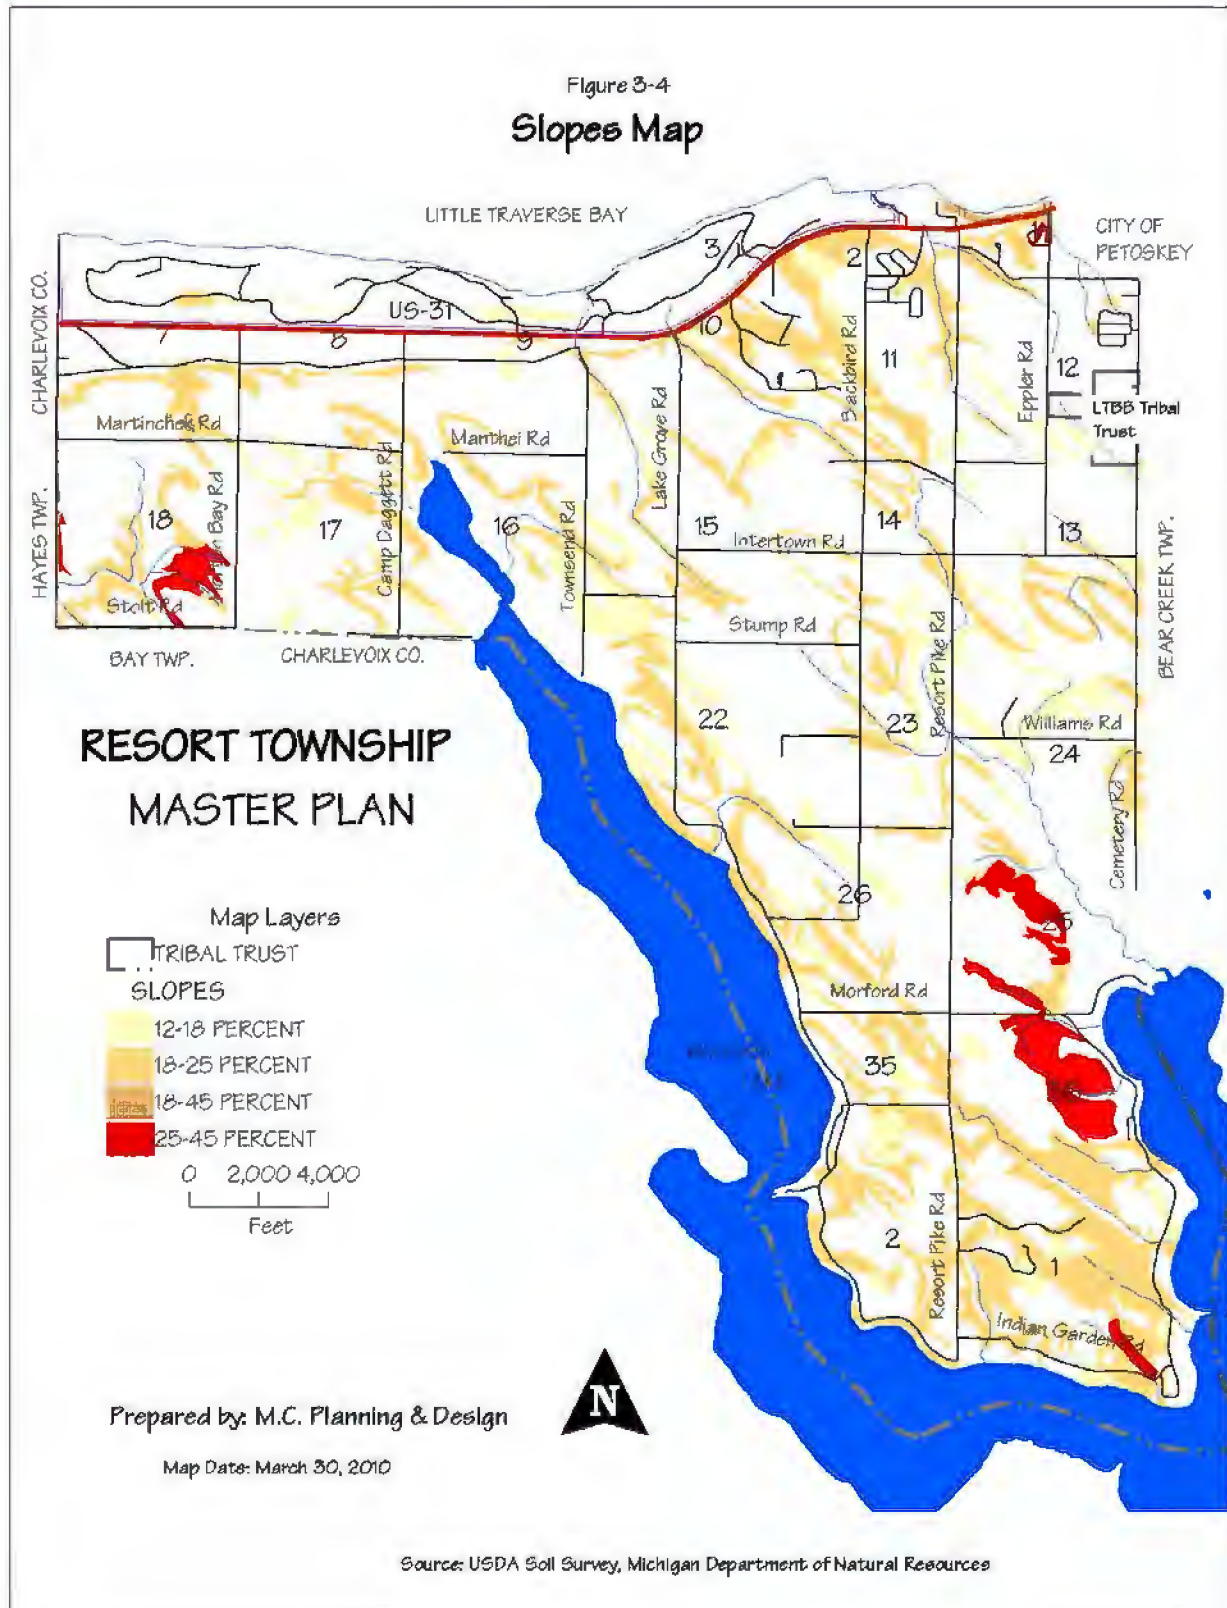 Figure 3-4
Slopes Map
LITTLE TRAVERSE BAY
CITY OF
PETOSKEY
CHARLEVOIX CO.
HAYES TWP.
BEAR CREEK TWP.
US-31
3
2
7
8
9
10
11
12
LTBB Tribal
Trust
Backbird Rd
Eppler Rd
Martinchek Rd
Manthei Rd
Lake Grove Rd
Camp Daggett Rd
Townsend Rd
Bay Rd
18
17
16
15
14
13
Intertown Rd
Stolt Rd
Stump Rd
Resort Pike Rd
BAY TWP.
CHARLEVOIX CO.
22
23
Williams Rd
24
Cemetery Rd
RESORT TOWNSHIP
MASTER PLAN
26
25
Morford Rd
35
36
2
Resort Pike Rd
1
Indian Garden Rd
Map Layers
TRIBAL TRUST
SLOPES
12-18 PERCENT
18-25 PERCENT
18-45 PERCENT
25-45 PERCENT
0 2,000 4,000
Feet
N
Prepared by: M.C. Planning & Design
Map Date: March 30, 2010
Source: USDA Soil Survey, Michigan Department of Natural Resources